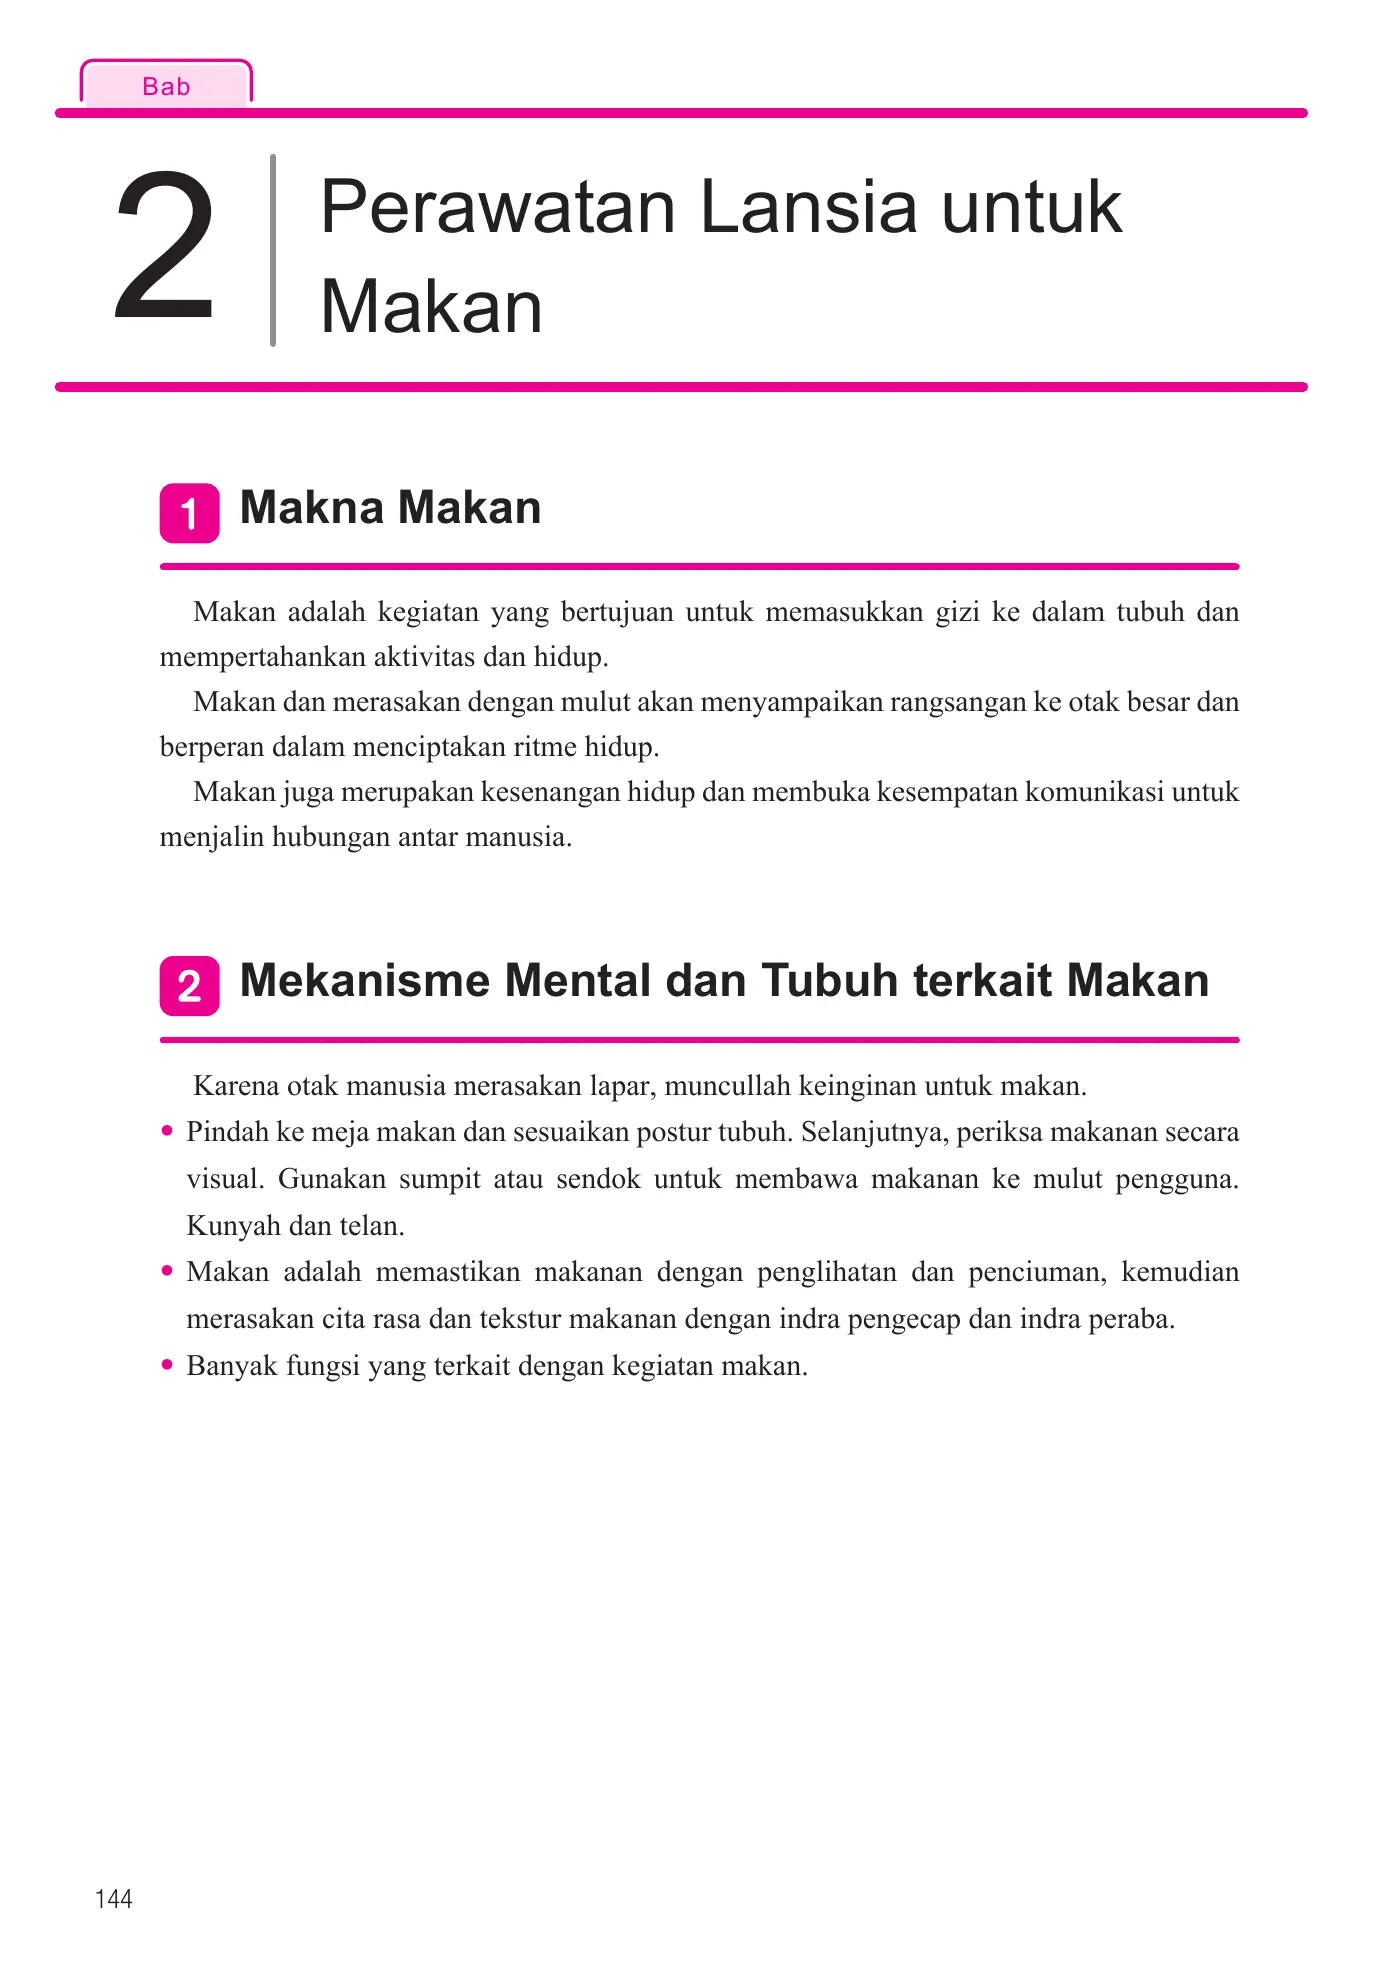 Bab
2
Perawatan Lansia untuk
Makan
1 Makna Makan
Makan adalah kegiatan yang bertujuan untuk memasukkan gizi ke dalam tubuh dan
mempertahankan aktivitas dan hidup.
Makan dan merasakan dengan mulut akan menyampaikan rangsangan ke otak besar dan
berperan dalam menciptakan ritme hidup.
Makan juga merupakan kesenangan hidup dan membuka kesempatan komunikasi untuk
menjalin hubungan antar manusia.
2 Mekanisme Mental dan Tubuh terkait Makan
Karena otak manusia merasakan lapar, muncullah keinginan untuk makan.
• Pindah ke meja makan dan sesuaikan postur tubuh. Selanjutnya, periksa makanan secara
visual. Gunakan sumpit atau sendok untuk membawa makanan ke mulut pengguna.
Kunyah dan telan.
• Makan adalah memastikan makanan dengan penglihatan dan penciuman, kemudian
merasakan cita rasa dan tekstur makanan dengan indra pengecap dan indra peraba.
• Banyak fungsi yang terkait dengan kegiatan makan.
144